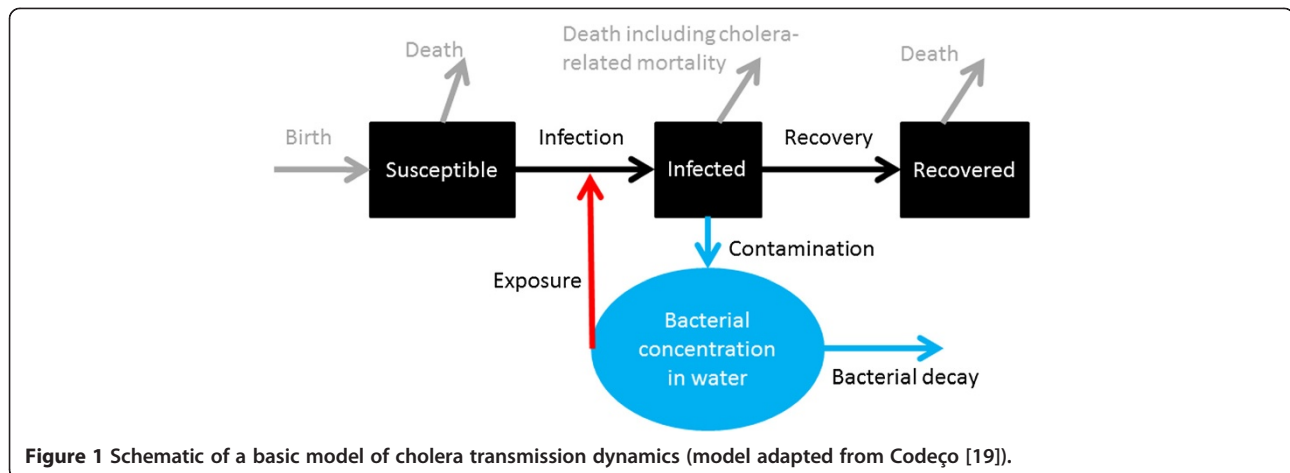 Death
Death including cholera-
related mortality
Death
Birth
Infection
Recovery
Susceptible
Infected
Recovered
Contamination
Exposure
Bacterial
concentration
in water
Bacterial decay
Figure 1 Schematic of a basic model of cholera transmission dynamics (model adapted from Codeço [19]).